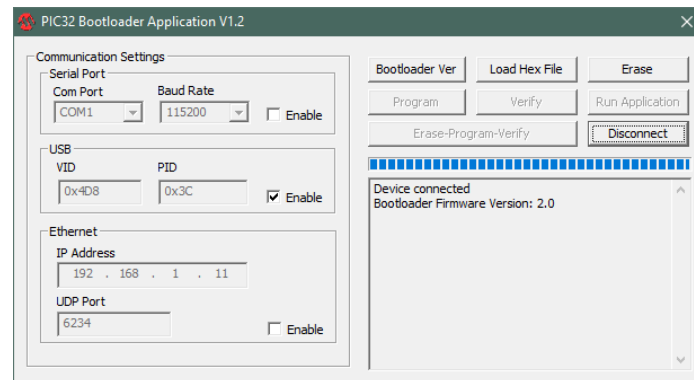 PIC32 Bootloader Application V1.2
Communication Settings
Serial Port
Com Port Baud Rate
COM1 115200 Enable
USB
VID PID
0x4D8 0x3C Enable
Ethernet
IP Address
192 . 168 . 1 . 11
UDP Port
6234 Enable
Bootloader Ver Load Hex File Erase
Program Verify Run Application
Erase-Program-Verify Disconnect
Device connected
Bootloader Firmware Version: 2.0